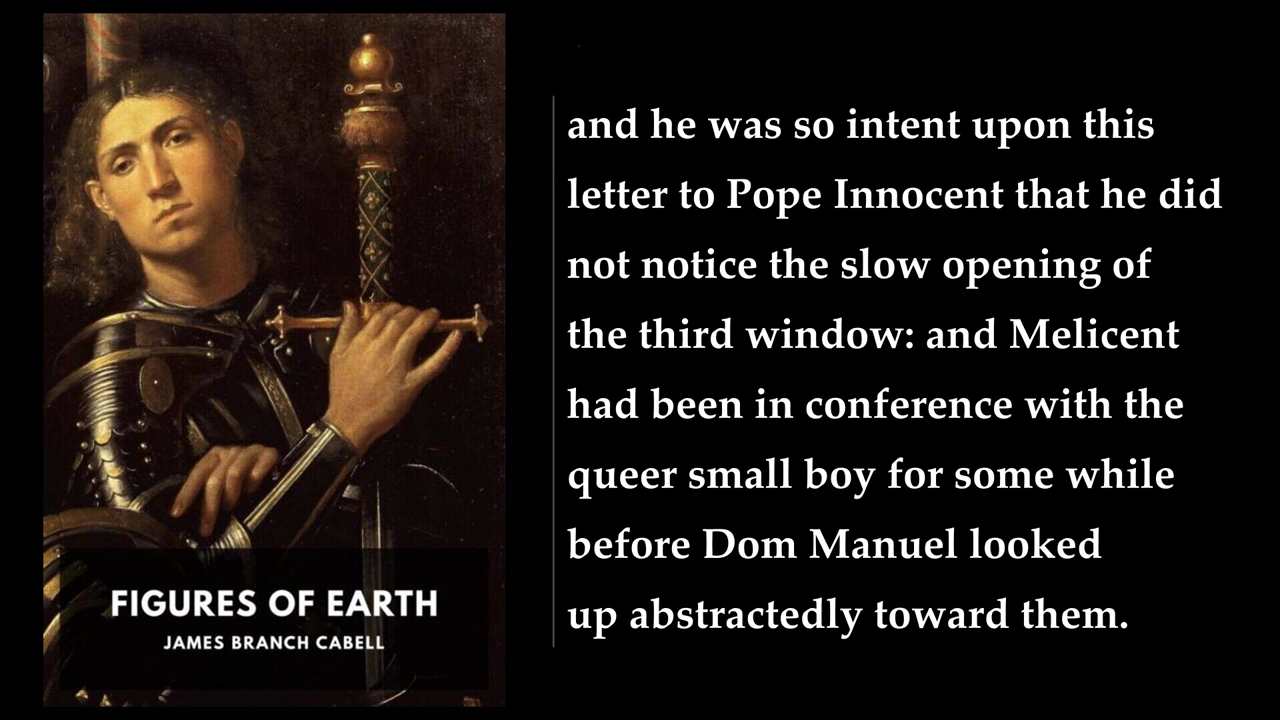 FIGURES OF EARTH
JAMES BRANCH CABELL
and he was so intent upon this
letter to Pope Innocent that he did
not notice the slow opening of
the third window: and Melicent
had been in conference with the
queer small boy for some while
before Dom Manuel looked
up abstractedly toward them.